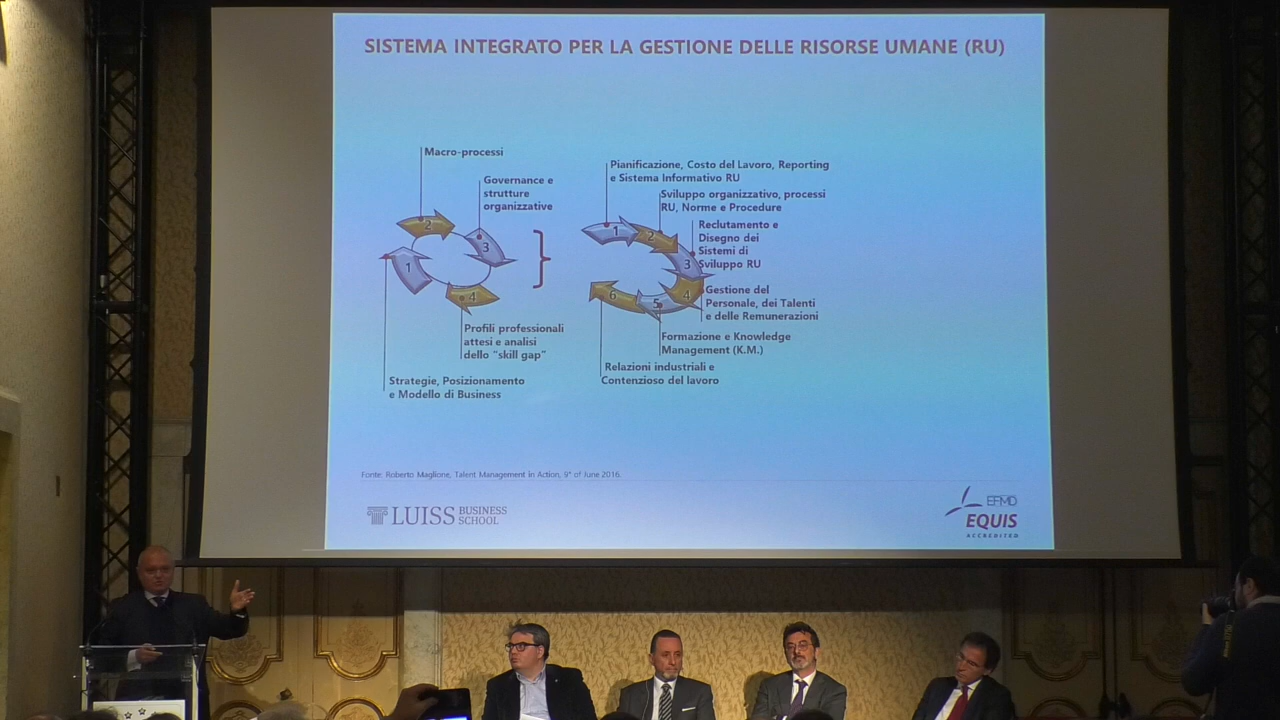 SISTEMA INTEGRATO PER LA GESTIONE DELLE RISORSE UMANE (RU)
Macro-processi
Governance e
strutture
organizzative
2
3
1
4
Profili professionali
attesi e analisi
dello "skill gap"
Strategie, Posizionamento
e Modello di Business
Pianificazione, Costo del Lavoro, Reporting
e Sistema Informativo RU
Sviluppo organizzativo, processi
RU, Norme e Procedure
Reclutamento e
Disegno dei
Sistemi di
Sviluppo RU
1
2
3
4
5
6
Gestione del
Personale, dei Talenti
e delle Remunerazioni
Formazione e Knowledge
Management (K.M.)
Relazioni industriali e
Contenzioso del lavoro
Fonte: Roberto Maglione, Talent Management in Action, 9° of June 2016.
LUISS BUSINESS
SCHOOL
EFMD
EQUIS
ACCREDITED